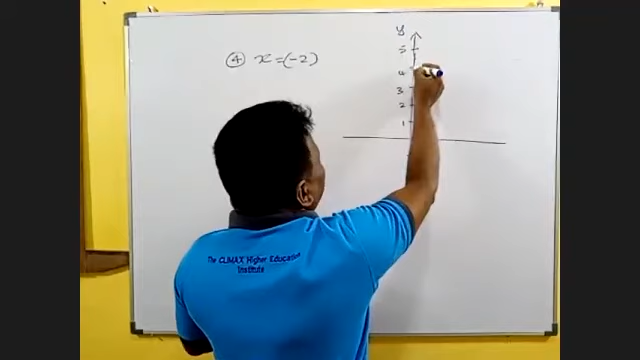 ④ x = (-2)
y
5
4
3
2
1
The CLIMAX Higher Education
Institute